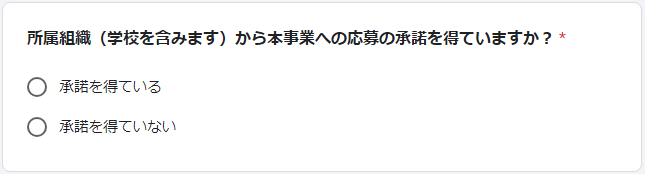 所属組織（学校を含みます）から本事業への応募の承諾を得ていますか？ *
承諾を得ている
承諾を得ていない